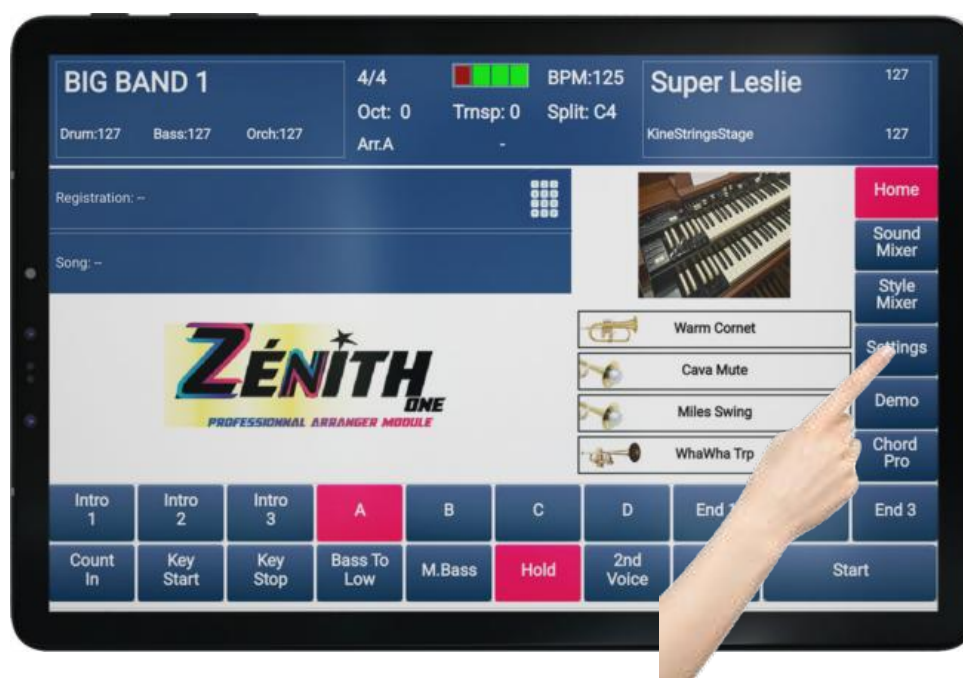 BIG BAND 1
Drum:127 Bass:127 Orch:127
4/4 BPM:125
Oct: 0 Trnsp: 0 Split: C4
Arr.A -
Super Leslie 127
KineStringsStage 127
Registration: --
Song: --
Home
Sound
Mixer
Style
Mixer
Settings
Demo
Chord
Pro
ZÉNITH
ONE
PROFESSIONNAL ARRANGER MODULE
Warm Cornet
Cava Mute
Miles Swing
WhaWha Trp
Intro
1
Intro
2
Intro
3
A
B
C
D
End
End 3
Count
In
Key
Start
Key
Stop
Bass To
Low
M.Bass
Hold
2nd
Voice
Start